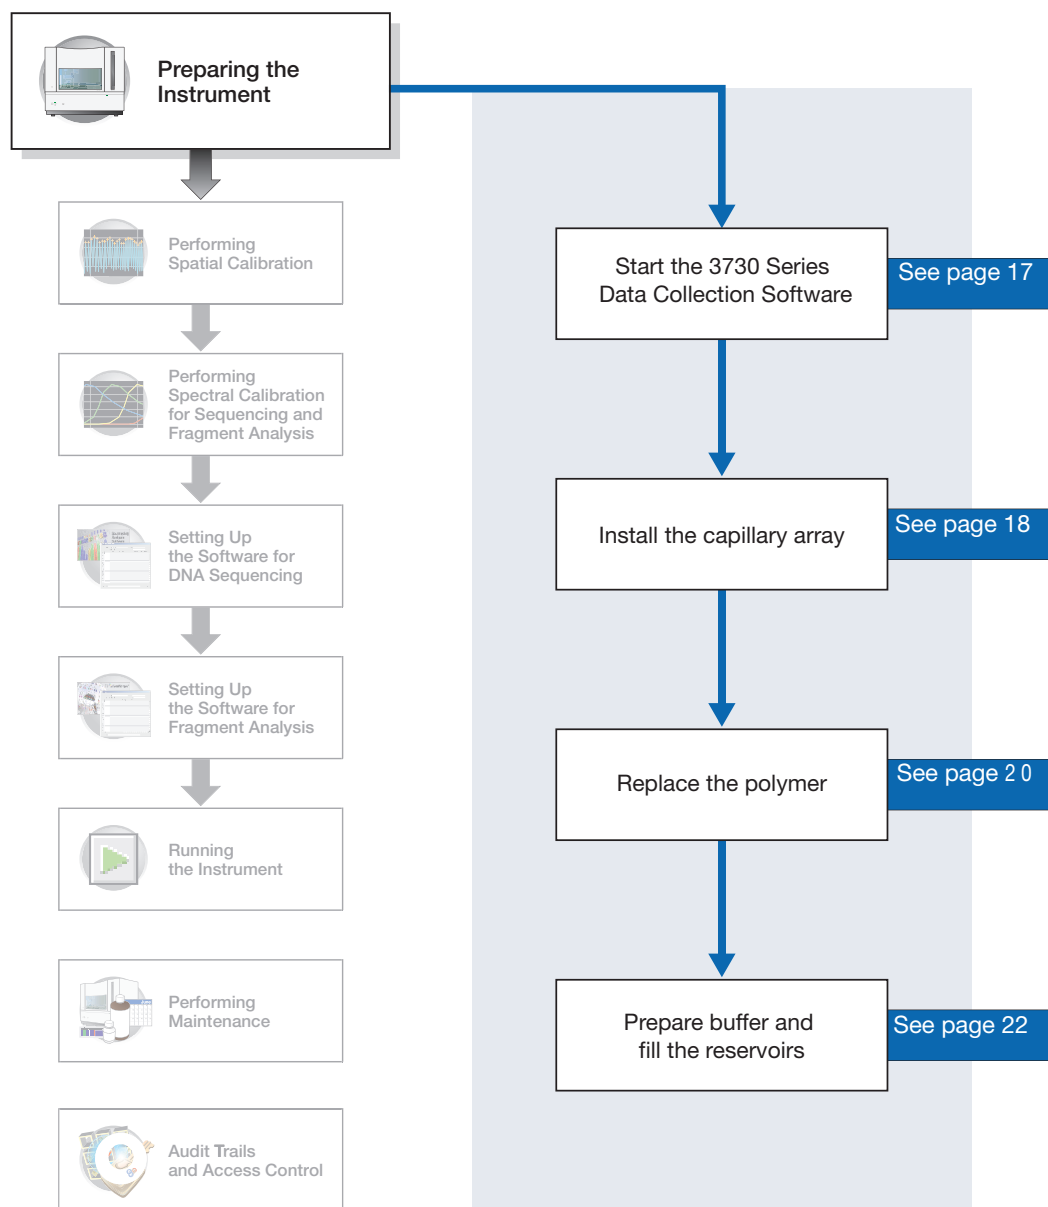 Preparing the
Instrument
Performing
Spatial Calibration
Performing
Spectral Calibration
for Sequencing and
Fragment Analysis
Setting Up
the Software for
DNA Sequencing
Setting Up
the Software for
Fragment Analysis
Running
the Instrument
Performing
Maintenance
Audit Trails
and Access Control
Start the 3730 Series
Data Collection Software
See page 17
Install the capillary array
See page 18
Replace the polymer
See page 20
Prepare buffer and
fill the reservoirs
See page 22